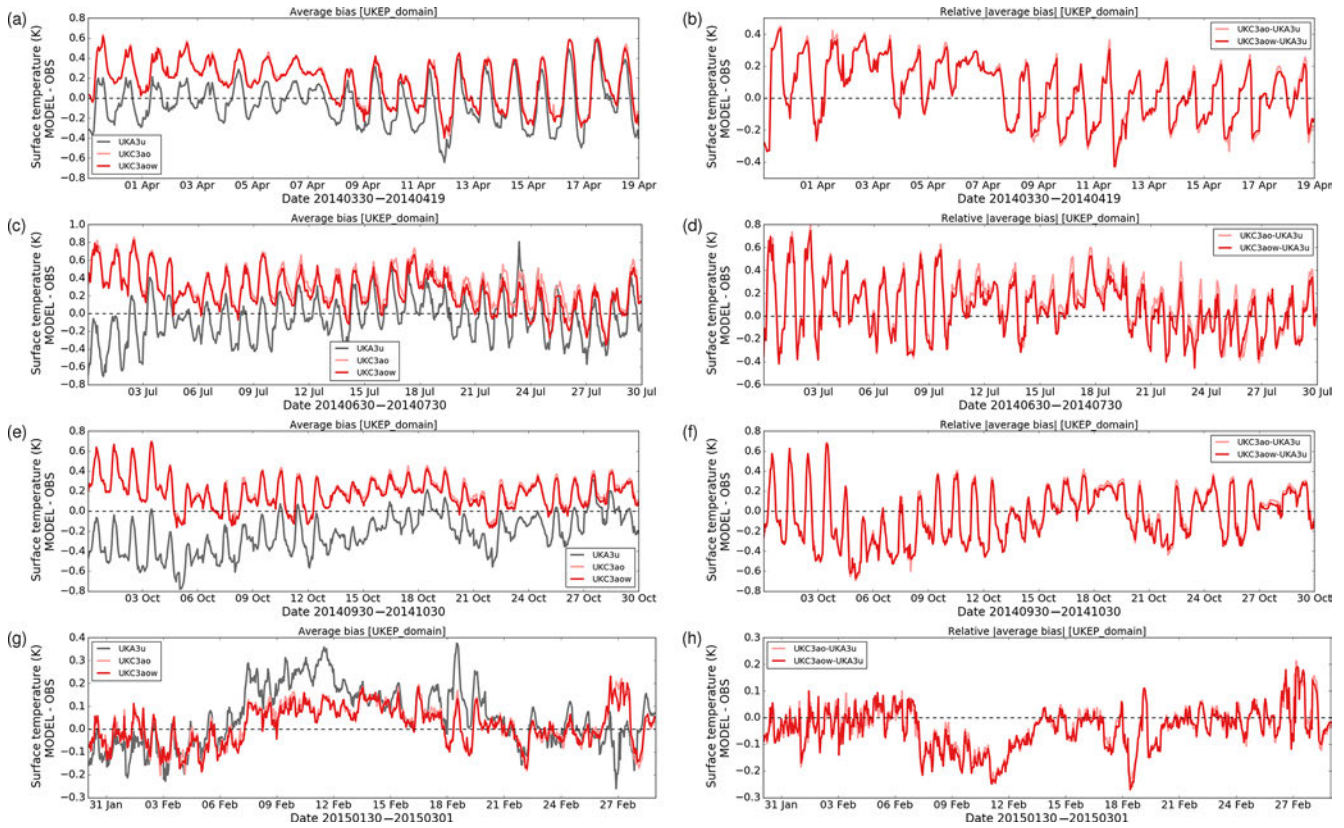 (a)
Average bias [UKEP_domain]
Surface temperature (K)
MODEL - OBS
0.8
0.6
0.4
0.2
0.0
−0.2
−0.4
−0.6
−0.8
UKA3u
UKC3ao
UKC3aow
01 Apr 03 Apr 05 Apr 07 Apr 09 Apr 11 Apr 13 Apr 15 Apr 17 Apr 19 Apr
Date 20140330−20140419
(b)
Relative |average bias| [UKEP_domain]
Surface temperature (K)
MODEL - OBS
0.4
0.2
0.0
−0.2
−0.4
UKC3ao-UKA3u
UKC3aow-UKA3u
01 Apr 03 Apr 05 Apr 07 Apr 09 Apr 11 Apr 13 Apr 15 Apr 17 Apr 19 Apr
Date 20140330−20140419
(c)
Average bias [UKEP_domain]
Surface temperature (K)
MODEL - OBS
1.0
0.8
0.6
0.4
0.2
0.0
−0.2
−0.4
−0.6
−0.8
UKA3u
UKC3ao
UKC3aow
03 Jul 06 Jul 09 Jul 12 Jul 15 Jul 18 Jul 21 Jul 24 Jul 27 Jul 30 Jul
Date 20140630−20140730
(d)
Relative |average bias| [UKEP_domain]
Surface temperature (K)
MODEL - OBS
0.8
0.6
0.4
0.2
0.0
−0.2
−0.4
−0.6
UKC3ao-UKA3u
UKC3aow-UKA3u
03 Jul 06 Jul 09 Jul 12 Jul 15 Jul 18 Jul 21 Jul 24 Jul 27 Jul 30 Jul
Date 20140630−20140730
(e)
Average bias [UKEP_domain]
Surface temperature (K)
MODEL - OBS
0.8
0.6
0.4
0.2
0.0
−0.2
−0.4
−0.6
−0.8
UKA3u
UKC3ao
UKC3aow
03 Oct 06 Oct 09 Oct 12 Oct 15 Oct 18 Oct 21 Oct 24 Oct 27 Oct 30 Oct
Date 20140930−20141030
(f)
Relative |average bias| [UKEP_domain]
Surface temperature (K)
MODEL - OBS
0.8
0.6
0.4
0.2
0.0
−0.2
−0.4
−0.6
−0.8
UKC3ao-UKA3u
UKC3aow-UKA3u
03 Oct 06 Oct 09 Oct 12 Oct 15 Oct 18 Oct 21 Oct 24 Oct 27 Oct 30 Oct
Date 20140930−20141030
(g)
Average bias [UKEP_domain]
Surface temperature (K)
MODEL - OBS
0.4
0.3
0.2
0.1
0.0
−0.1
−0.2
−0.3
UKA3u
UKC3ao
UKC3aow
31 Jan 03 Feb 06 Feb 09 Feb 12 Feb 15 Feb 18 Feb 21 Feb 24 Feb 27 Feb
Date 20150130−20150301
(h)
Relative |average bias| [UKEP_domain]
Surface temperature (K)
MODEL - OBS
0.3
0.2
0.1
0.0
−0.1
−0.2
−0.3
UKC3ao-UKA3u
UKC3aow-UKA3u
31 Jan 03 Feb 06 Feb 09 Feb 12 Feb 15 Feb 18 Feb 21 Feb 24 Feb 27 Feb
Date 20150130−20150301